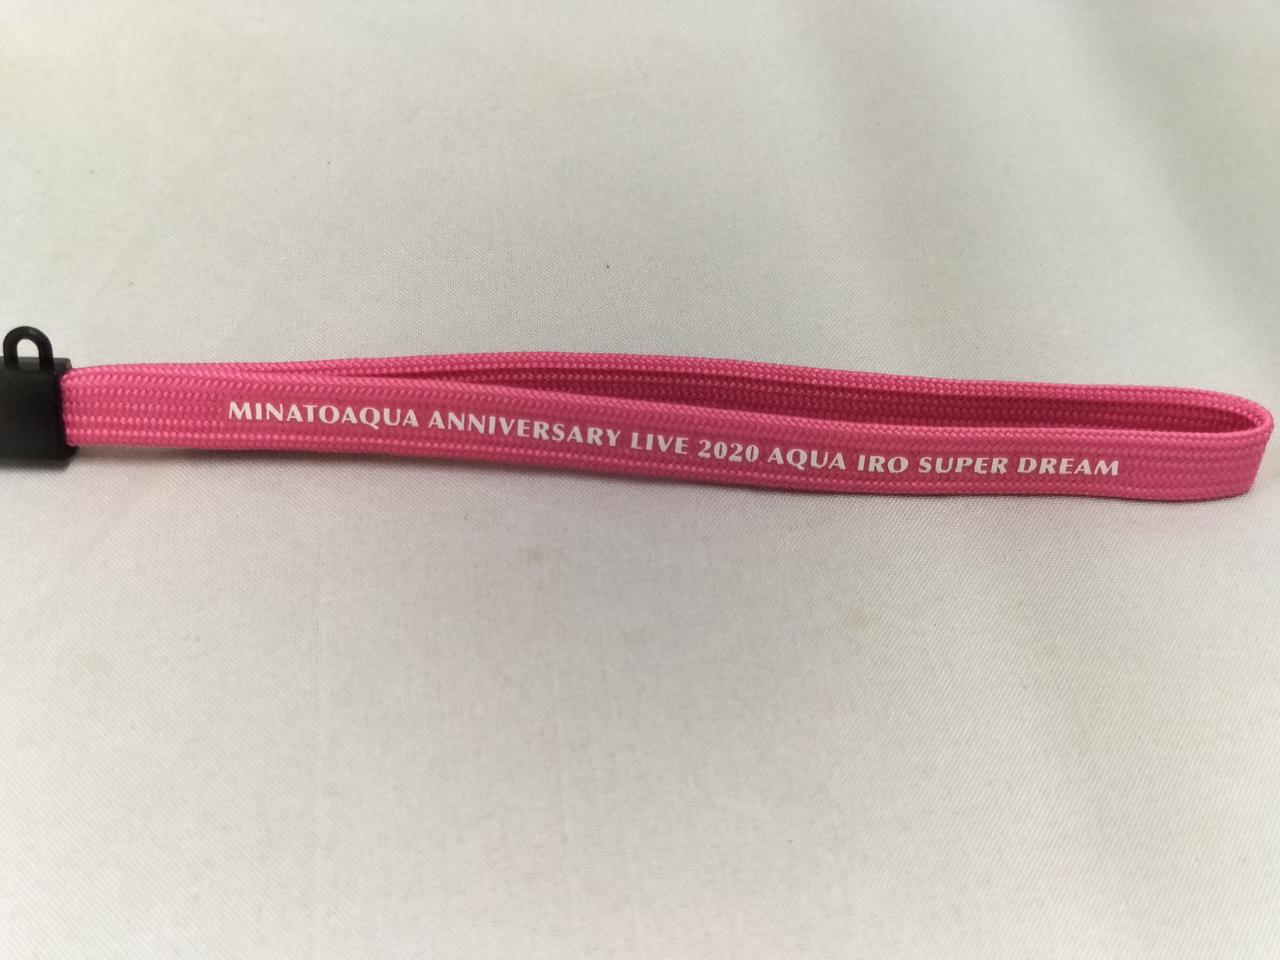 MINATOAQUA ANNIVERSARY LIVE 2020 AQUA IRO SUPER DREAM